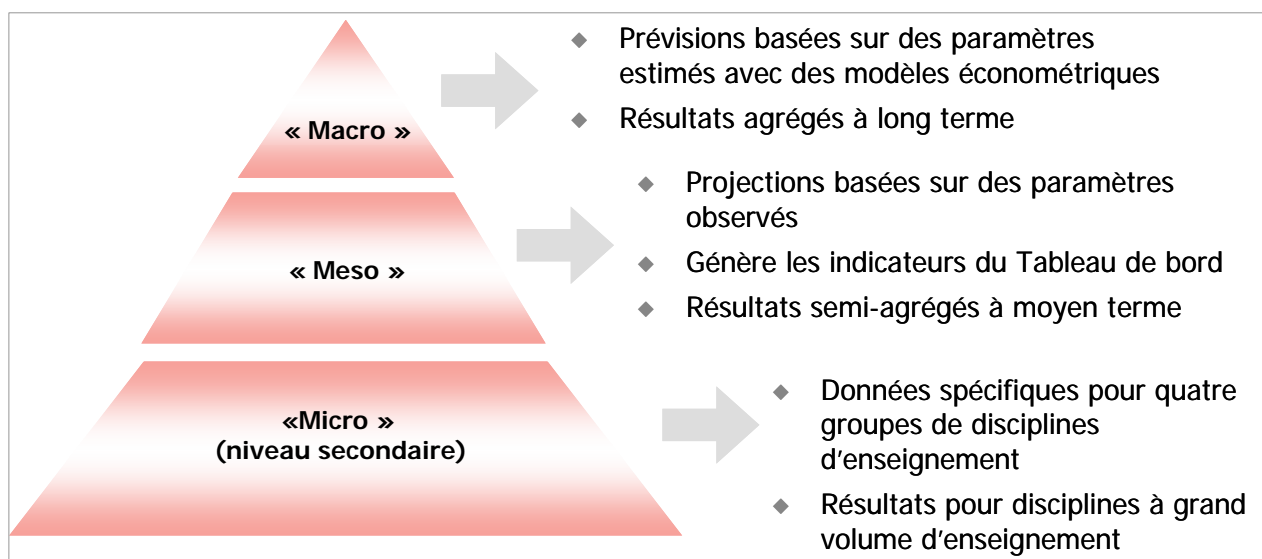 « Macro »
◆ Prévisions basées sur des paramètres
estimés avec des modèles économétriques
◆ Résultats agrégés à long terme
« Meso »
◆ Projections basées sur des paramètres
observés
◆ Génère les indicateurs du Tableau de bord
◆ Résultats semi-agrégés à moyen terme
«Micro »
(niveau secondaire)
◆ Données spécifiques pour quatre
groupes de disciplines
d'enseignement
◆ Résultats pour disciplines à grand
volume d'enseignement